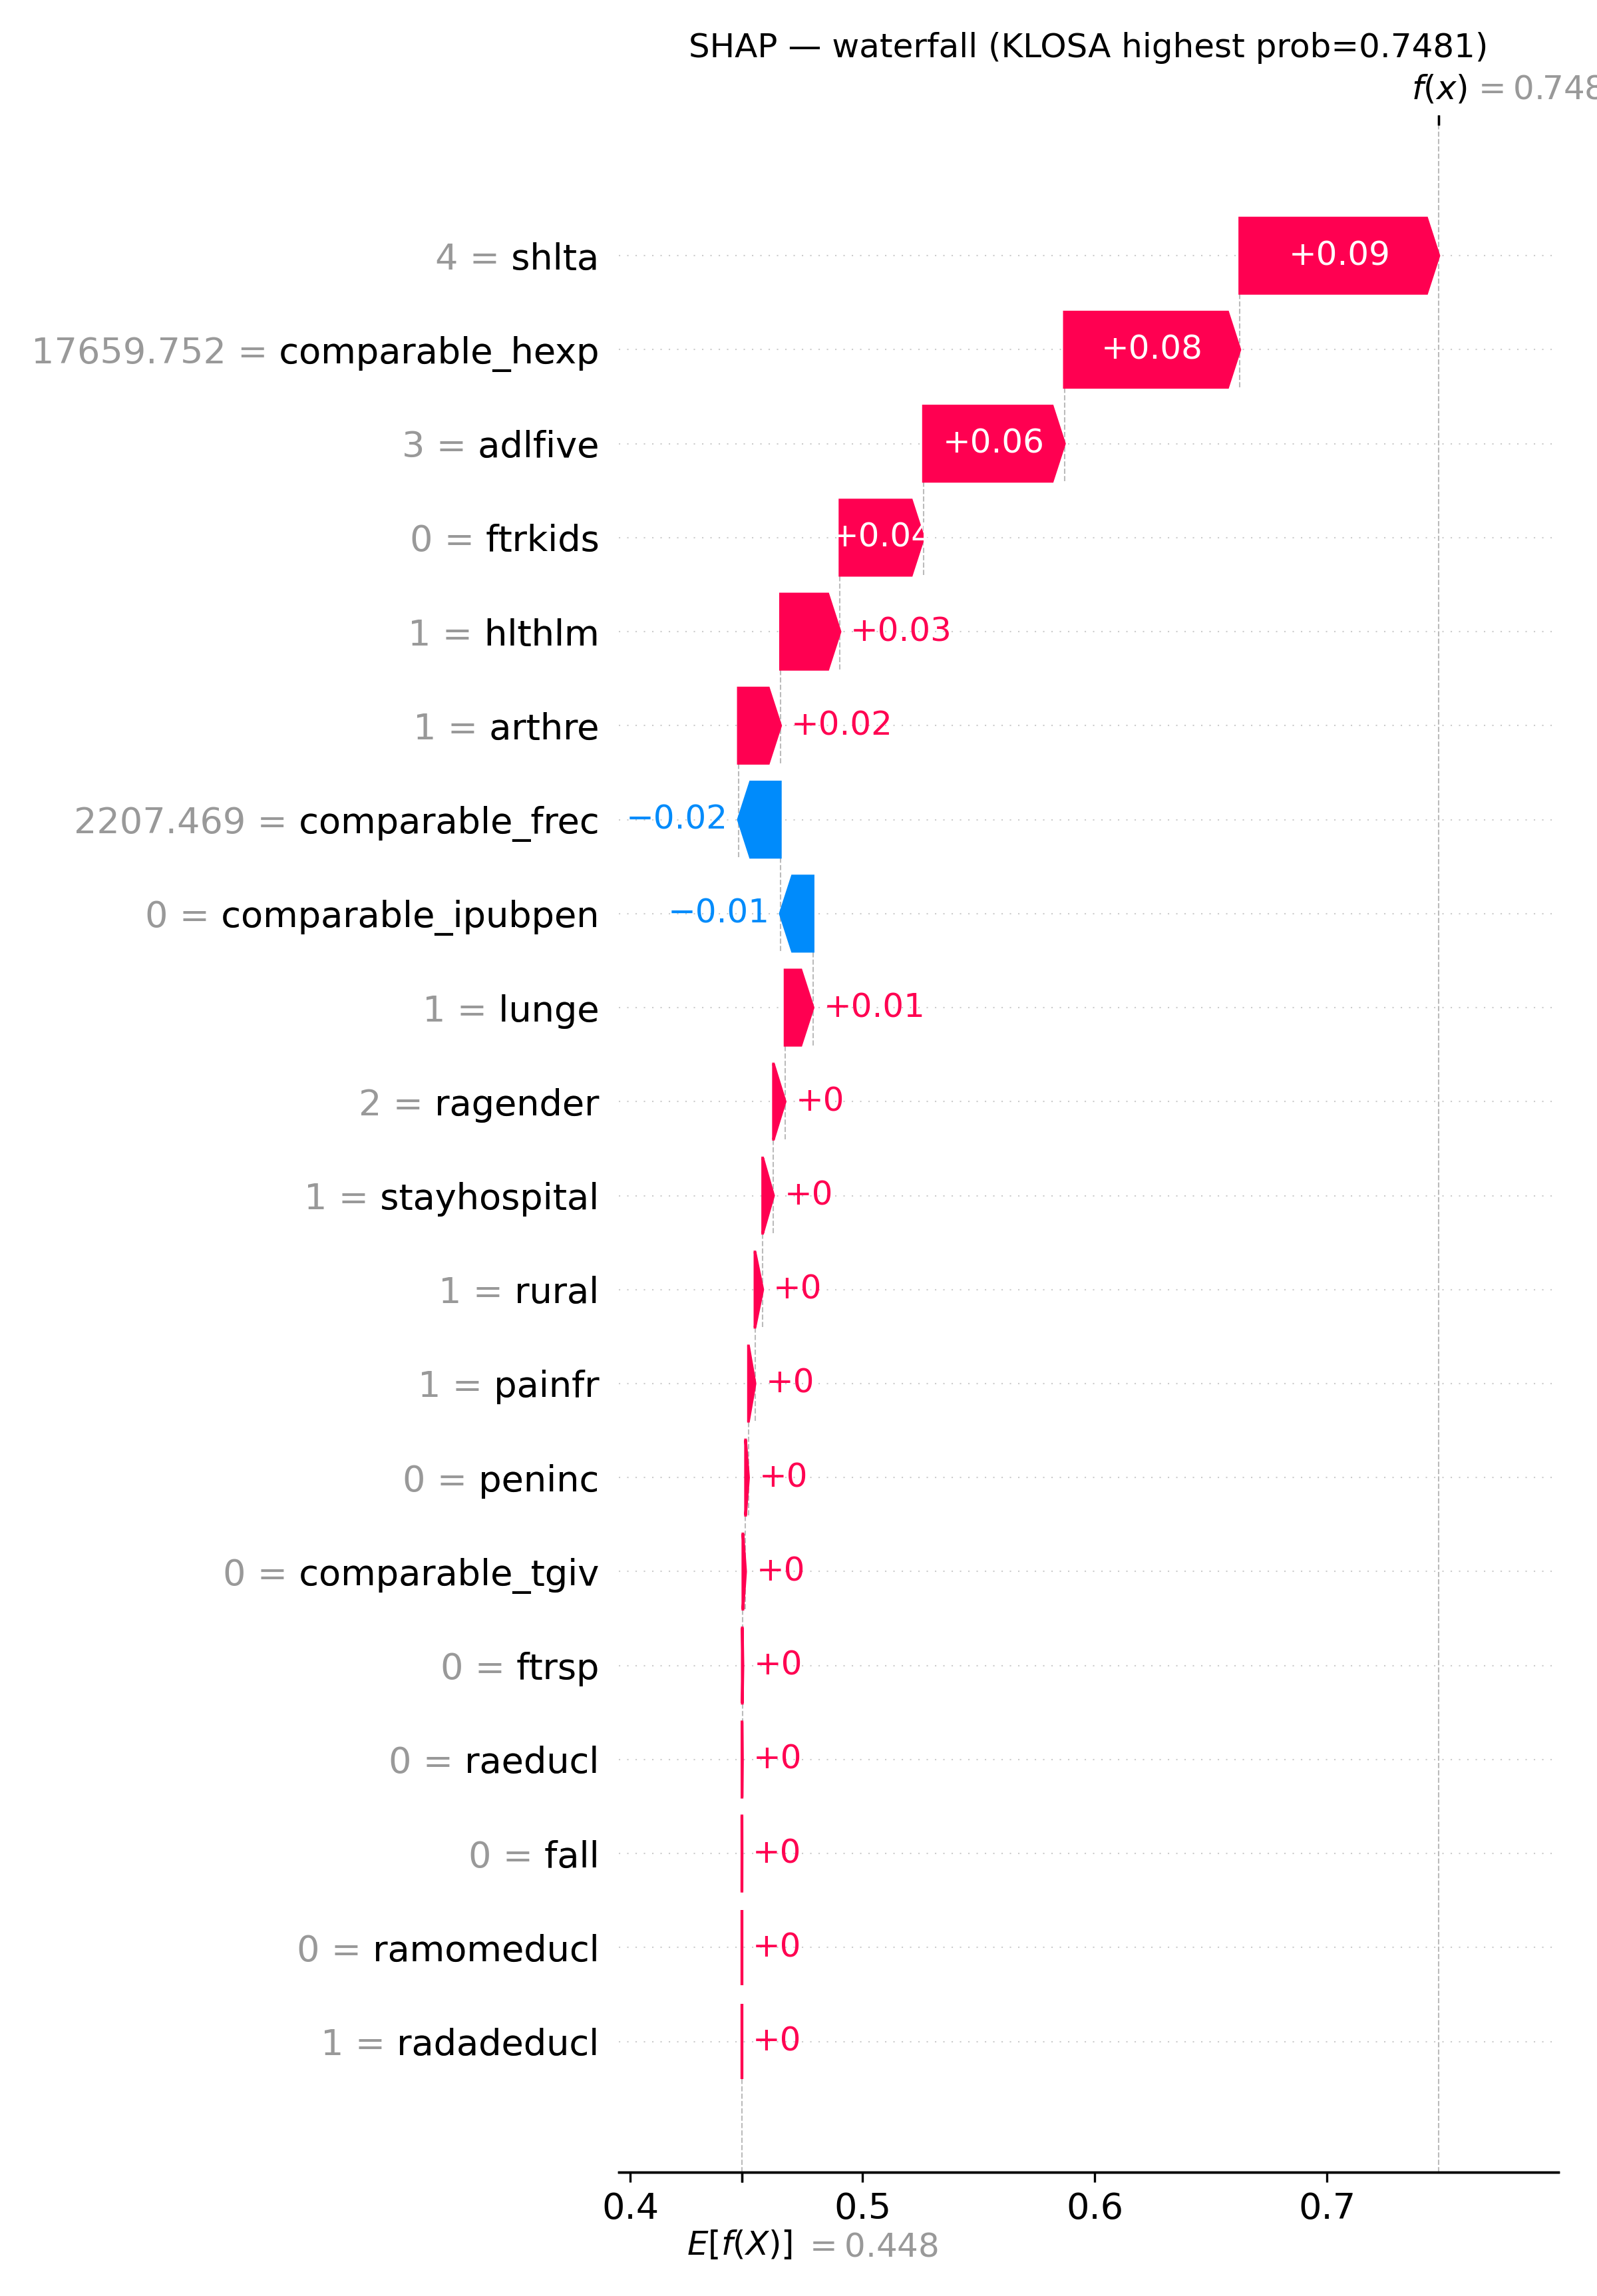 SHAP — waterfall (KLOSA highest prob=0.7481)
f(x) = 0.748
4 = shlta +0.09
17659.752 = comparable_hexp +0.08
3 = adlfive +0.06
0 = ftrkids +0.04
1 = hlthlm +0.03
1 = arthre +0.02
2207.469 = comparable_frec −0.02
0 = comparable_ipubpen −0.01
1 = lunge +0.01
2 = ragender +0
1 = stayhospital +0
1 = rural +0
1 = painfr +0
0 = peninc +0
0 = comparable_tgiv +0
0 = ftrsp +0
0 = raeducl +0
0 = fall +0
0 = ramomeducl +0
1 = radadeducl +0
0.4 0.5 0.6 0.7
E[f(X)] = 0.448